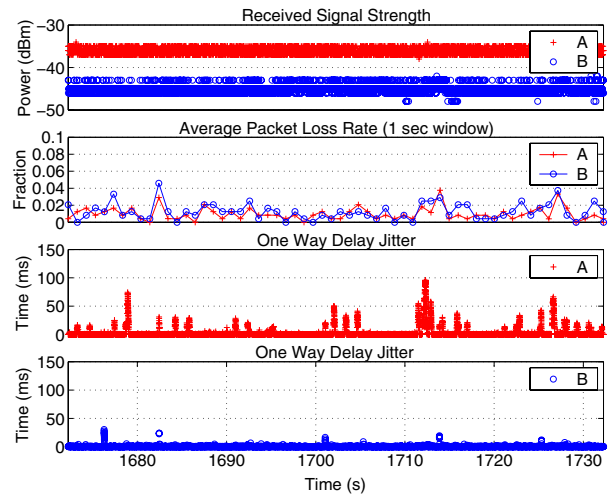 Received Signal Strength
Power (dBm)
−30
−40
−50
A
B
Average Packet Loss Rate (1 sec window)
Fraction
0.1
0.08
0.06
0.04
0.02
0
A
B
One Way Delay Jitter
Time (ms)
150
100
50
0
A
One Way Delay Jitter
Time (ms)
150
100
50
0
B
1680 1690 1700 1710 1720 1730
Time (s)